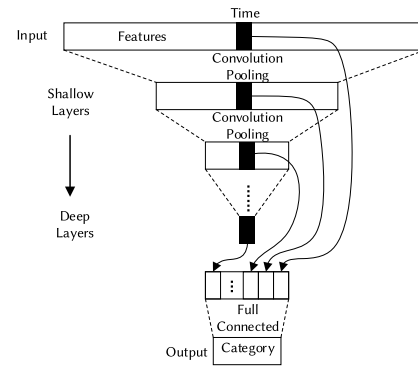 Time
Input
Features
Convolution
Pooling
Shallow
Layers
Convolution
Pooling
Deep
Layers
Full
Connected
Output
Category